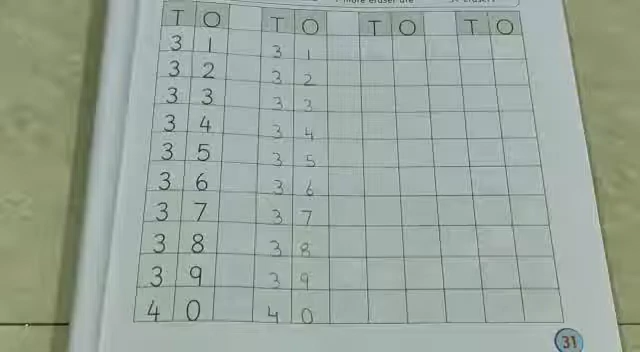 T O T O T O T O
3 1 3 1
3 2 3 2
3 3 3 3
3 4 3 4
3 5 3 5
3 6 3 6
3 7 3 7
3 8 3 8
3 9 3 9
4 0 4 0
31